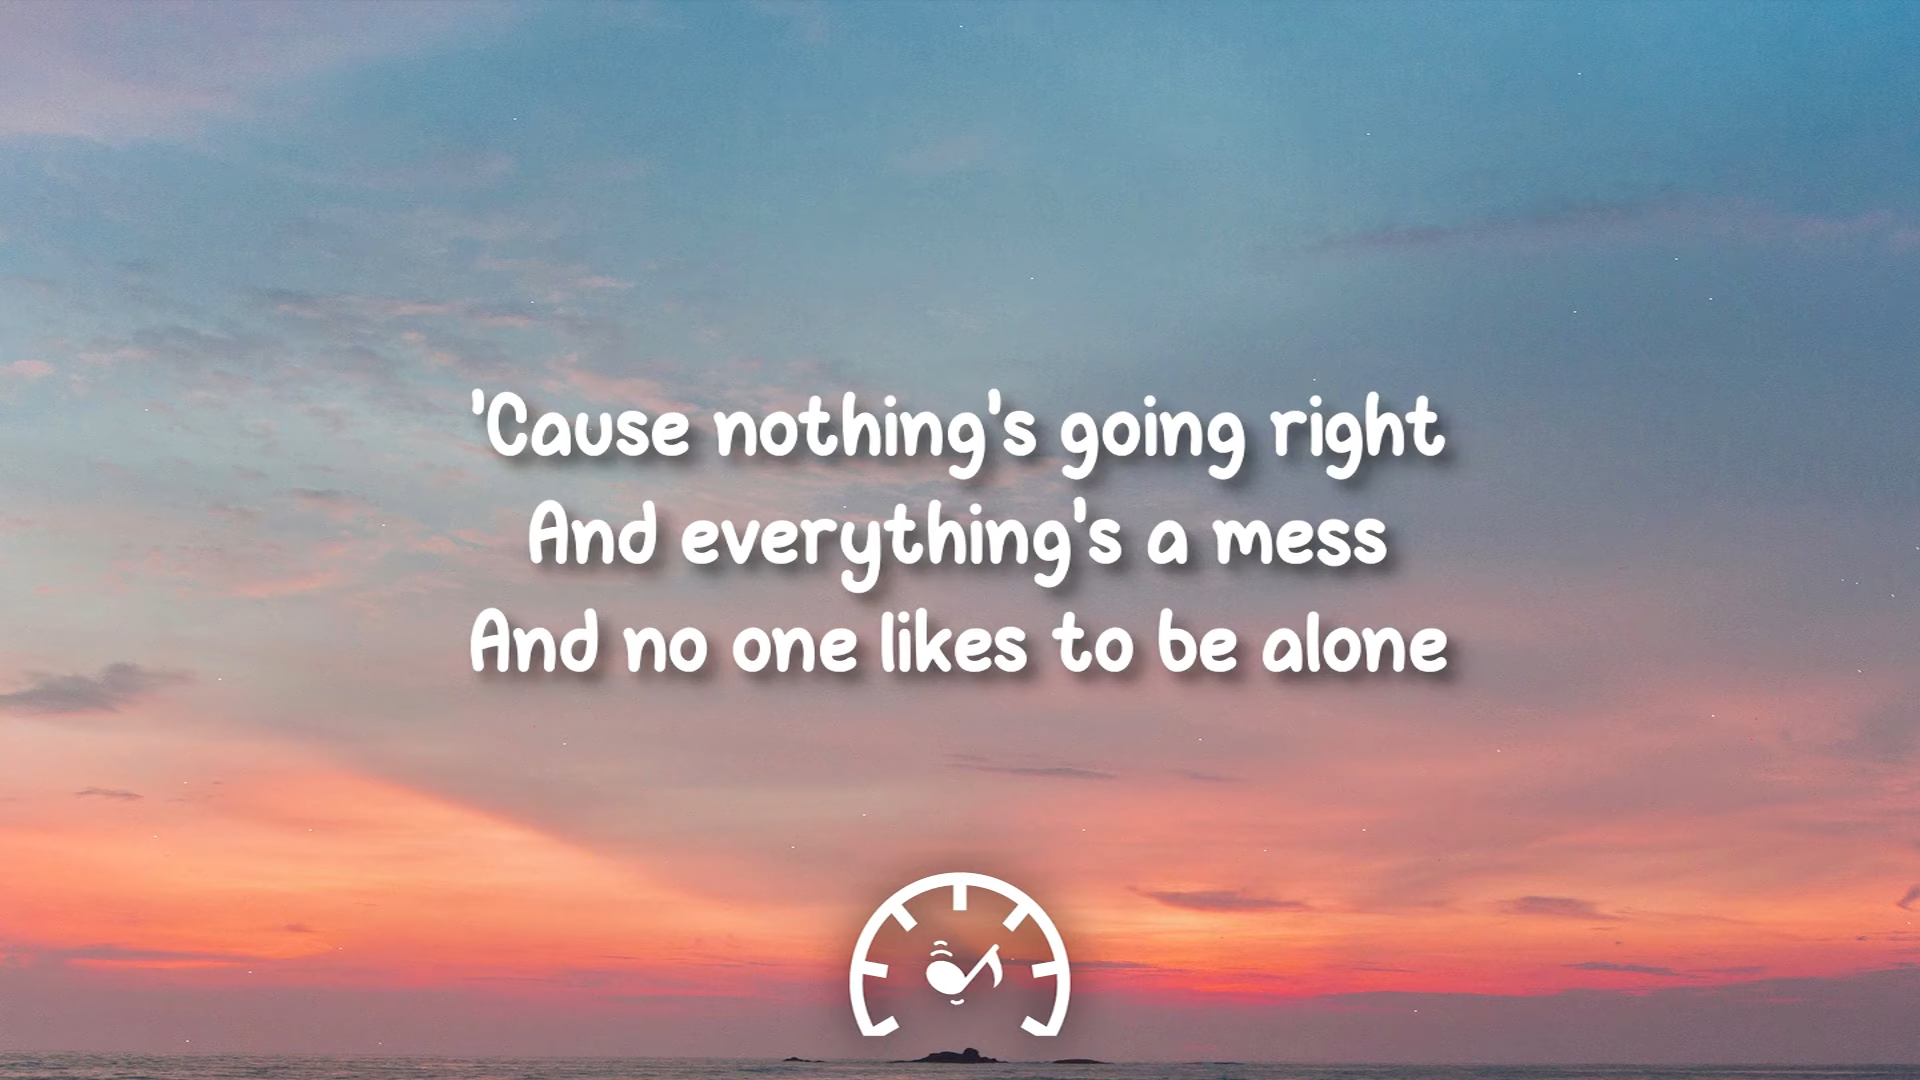 'Cause nothing's going right
And everything's a mess
And no one likes to be alone